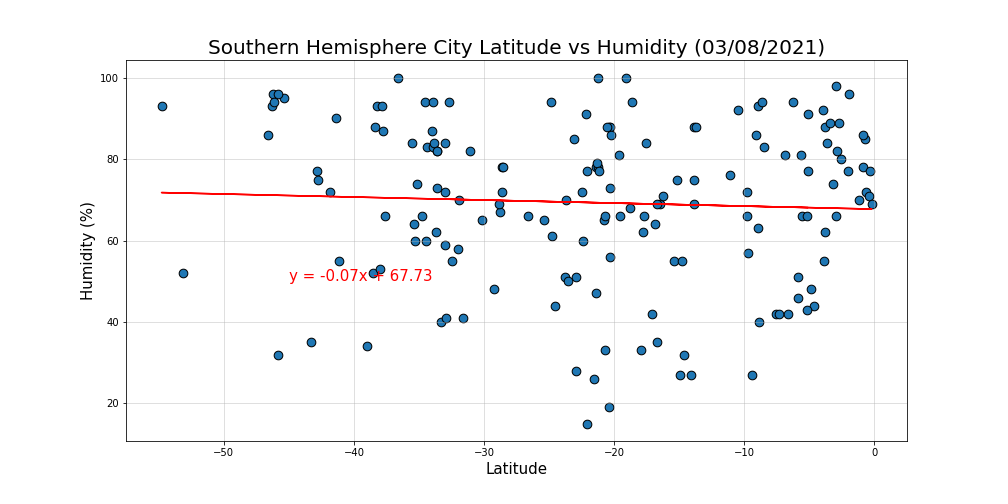 Southern Hemisphere City Latitude vs Humidity (03/08/2021)
100
80
60
40
20
Humidity (%)
y = -0.07x + 67.73
−50
−40
−30
−20
−10
0
Latitude